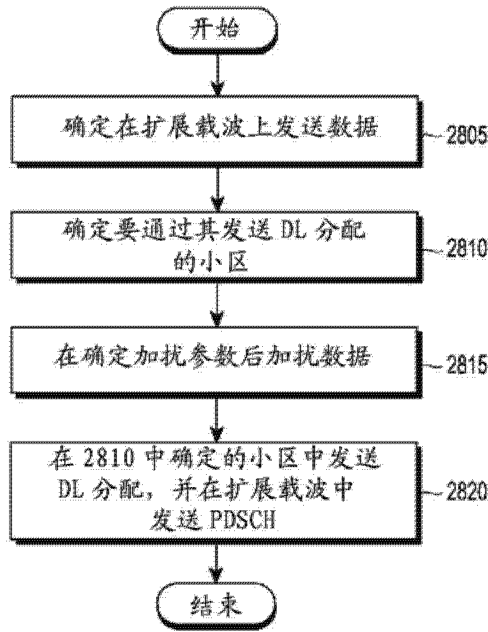 开始
确定在扩展载波上发送数据
2805
确定要通过其发送 DL 分配
的小区
2810
在确定加扰参数后加扰数据
2815
在 2810 中确定的小区中发送
DL 分配，并在扩展载波中
发送 PDSCH
2820
结束